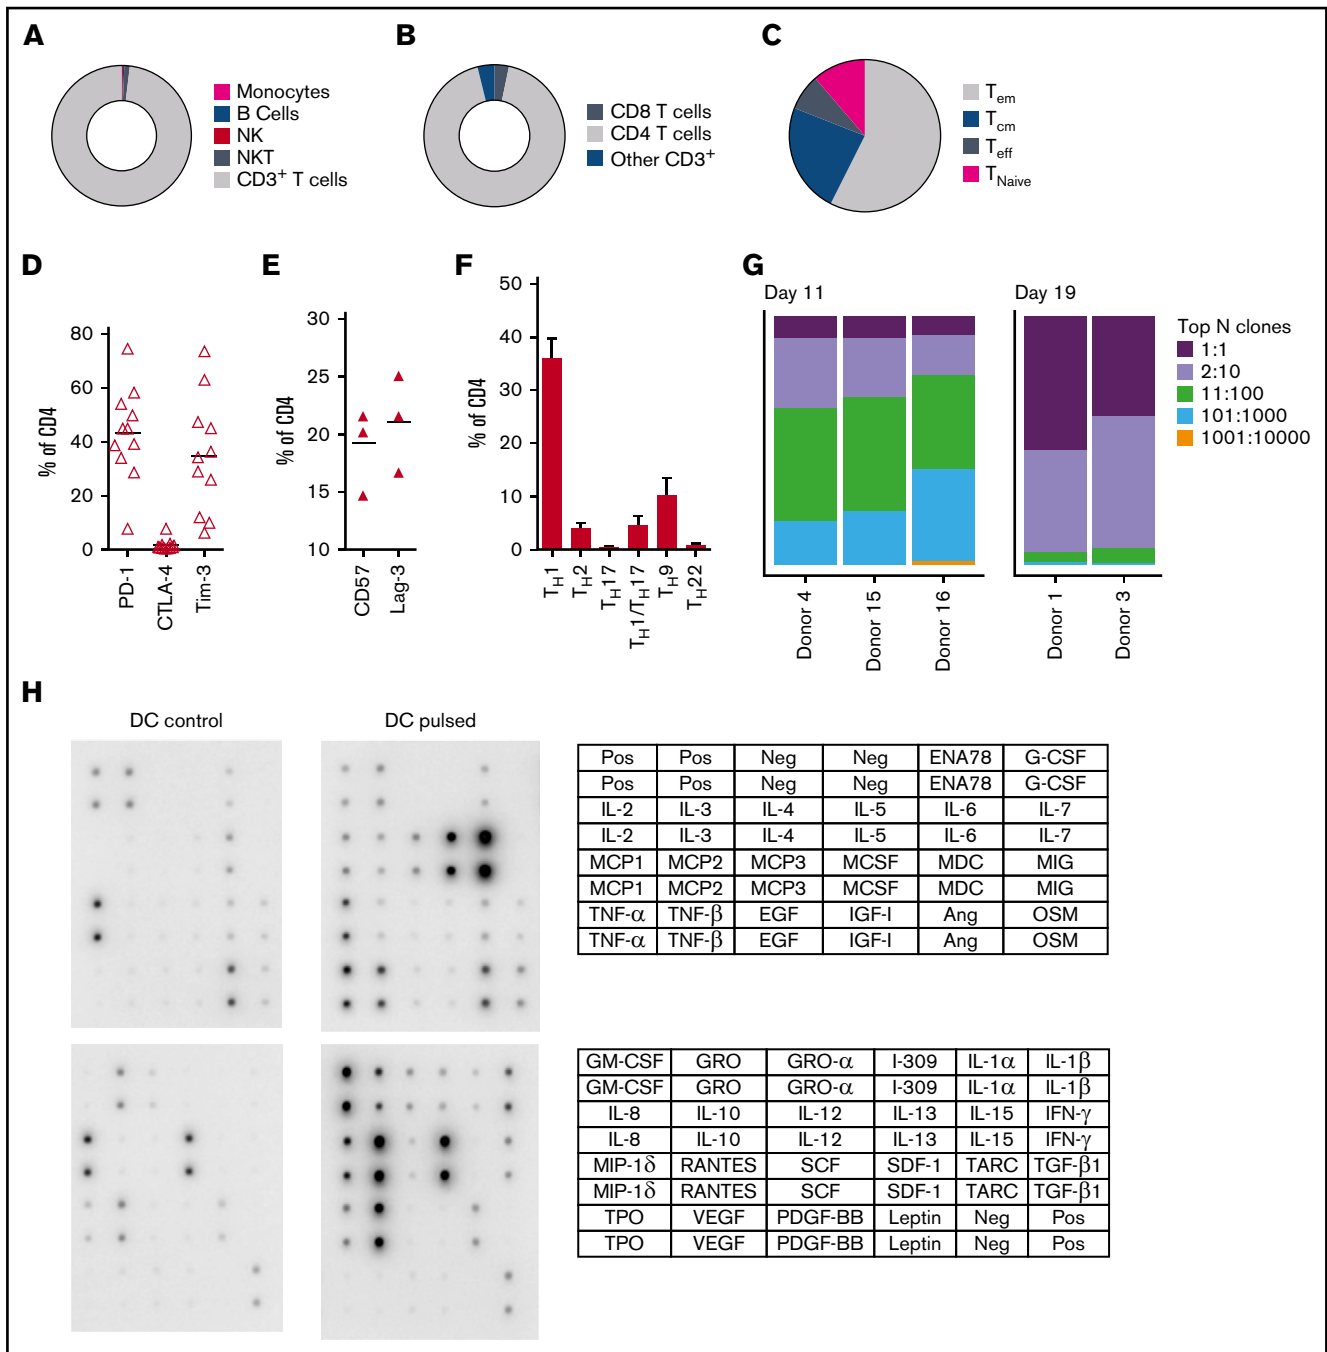 A
Monocytes
B Cells
NK
NKT
CD3+ T cells
B
CD8 T cells
CD4 T cells
Other CD3+
C
Tem
Tcm
Teff
TNaive
D
% of CD4
80
60
40
20
0
PD-1
CTLA-4
Tim-3
E
% of CD4
30
25
20
15
10
CD57
Lag-3
F
% of CD4
50
40
30
20
10
0
TH1
TH2
TH17
TH1/TH17
TH9
TH22
G
Day 11
Donor 4
Donor 15
Donor 16
Day 19
Donor 1
Donor 3
Top N clones
1:1
2:10
11:100
101:1000
1001:10000
H
DC control
DC pulsed
Pos Pos Neg Neg ENA78 G-CSF
Pos Pos Neg Neg ENA78 G-CSF
IL-2 IL-3 IL-4 IL-5 IL-6 IL-7
IL-2 IL-3 IL-4 IL-5 IL-6 IL-7
MCP1 MCP2 MCP3 MCSF MDC MIG
MCP1 MCP2 MCP3 MCSF MDC MIG
TNF-α TNF-β EGF IGF-I Ang OSM
TNF-α TNF-β EGF IGF-I Ang OSM
GM-CSF GRO GRO-α I-309 IL-1α IL-1β
GM-CSF GRO GRO-α I-309 IL-1α IL-1β
IL-8 IL-10 IL-12 IL-13 IL-15 IFN-γ
IL-8 IL-10 IL-12 IL-13 IL-15 IFN-γ
MIP-1δ RANTES SCF SDF-1 TARC TGF-β1
MIP-1δ RANTES SCF SDF-1 TARC TGF-β1
TPO VEGF PDGF-BB Leptin Neg Pos
TPO VEGF PDGF-BB Leptin Neg Pos